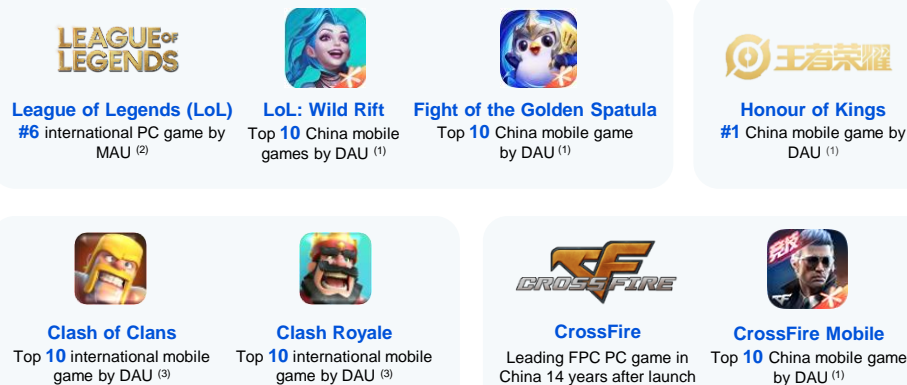 LEAGUE OF
LEGENDS
League of Legends (LoL)
#6 international PC game by
MAU (2)
LoL: Wild Rift
Top 10 China mobile
games by DAU (1)
Fight of the Golden Spatula
Top 10 China mobile game
by DAU (1)
王者荣耀
Honour of Kings
#1 China mobile game by
DAU (1)
Clash of Clans
Top 10 international mobile
game by DAU (3)
Clash Royale
Top 10 international mobile
game by DAU (3)
CF
CROSSFIRE
CrossFire
Leading FPC PC game in
China 14 years after launch
竞技
CrossFire Mobile
Top 10 China mobile game
by DAU (1)